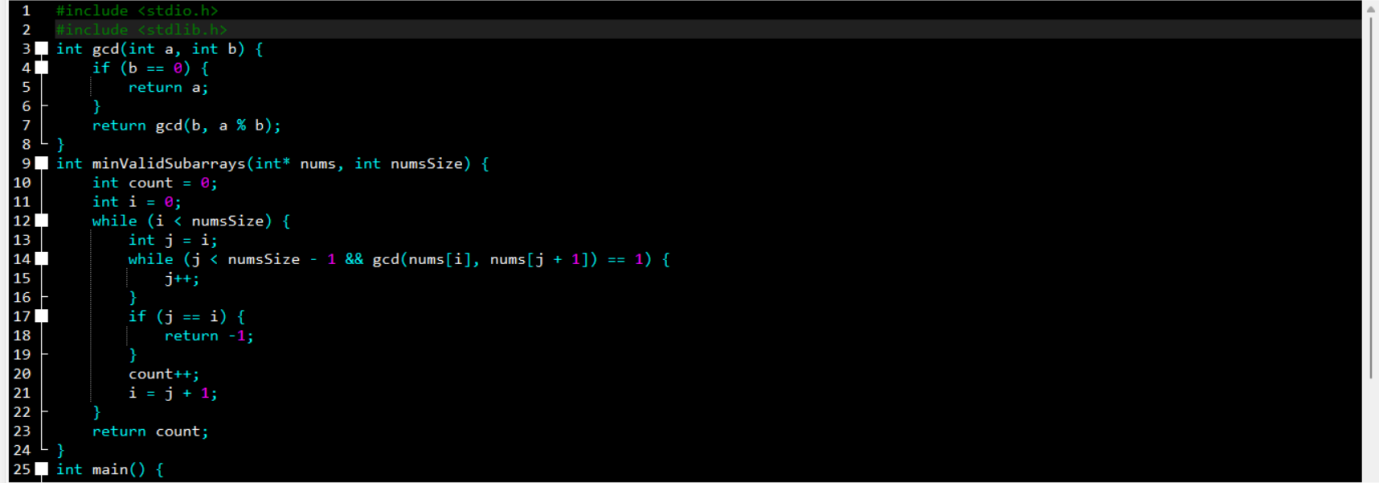 1 #include <stdio.h>
2 #include <stdlib.h>
3 int gcd(int a, int b) {
4     if (b == 0) {
5         return a;
6     }
7     return gcd(b, a % b);
8 }
9 int minValidSubarrays(int* nums, int numsSize) {
10     int count = 0;
11     int i = 0;
12     while (i < numsSize) {
13         int j = i;
14         while (j < numsSize - 1 && gcd(nums[i], nums[j + 1]) == 1) {
15             j++;
16         }
17         if (j == i) {
18             return -1;
19         }
20         count++;
21         i = j + 1;
22     }
23     return count;
24 }
25 int main() {